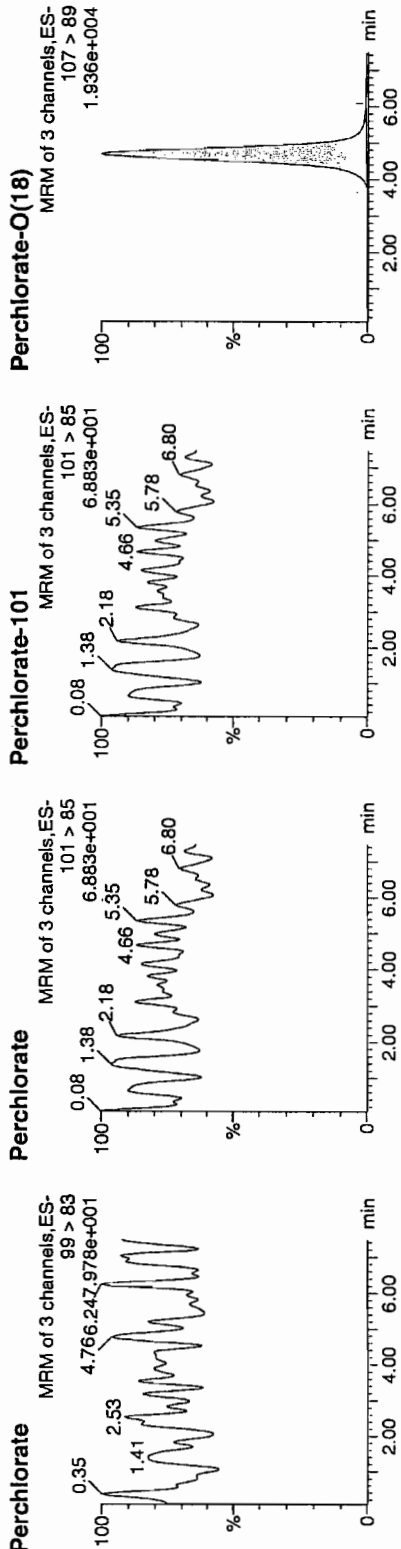 Perchlorate
MRM of 3 channels,ES-
99 > 83
7.978e+001
0.35
1.41
2.53
4.76
6.24
100
%
0
2.00
4.00
6.00
min
Perchlorate
MRM of 3 channels,ES-
101 > 85
6.883e+001
0.08
1.38
2.18
4.66
5.35
5.78
6.80
100
%
0
2.00
4.00
6.00
min
Perchlorate-101
MRM of 3 channels,ES-
101 > 85
6.883e+001
0.08
1.38
2.18
4.66
5.35
5.78
6.80
100
%
0
2.00
4.00
6.00
min
Perchlorate-O(18)
MRM of 3 channels,ES-
107 > 89
1.936e+004
100
%
0
2.00
4.00
6.00
min